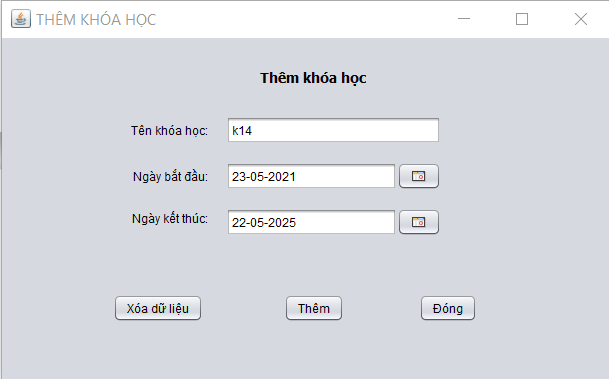 THÊM KHÓA HỌC
Thêm khóa học
Tên khóa học: k14
Ngày bắt đầu: 23-05-2021
Ngày kết thúc: 22-05-2025
Xóa dữ liệu Thêm Đóng